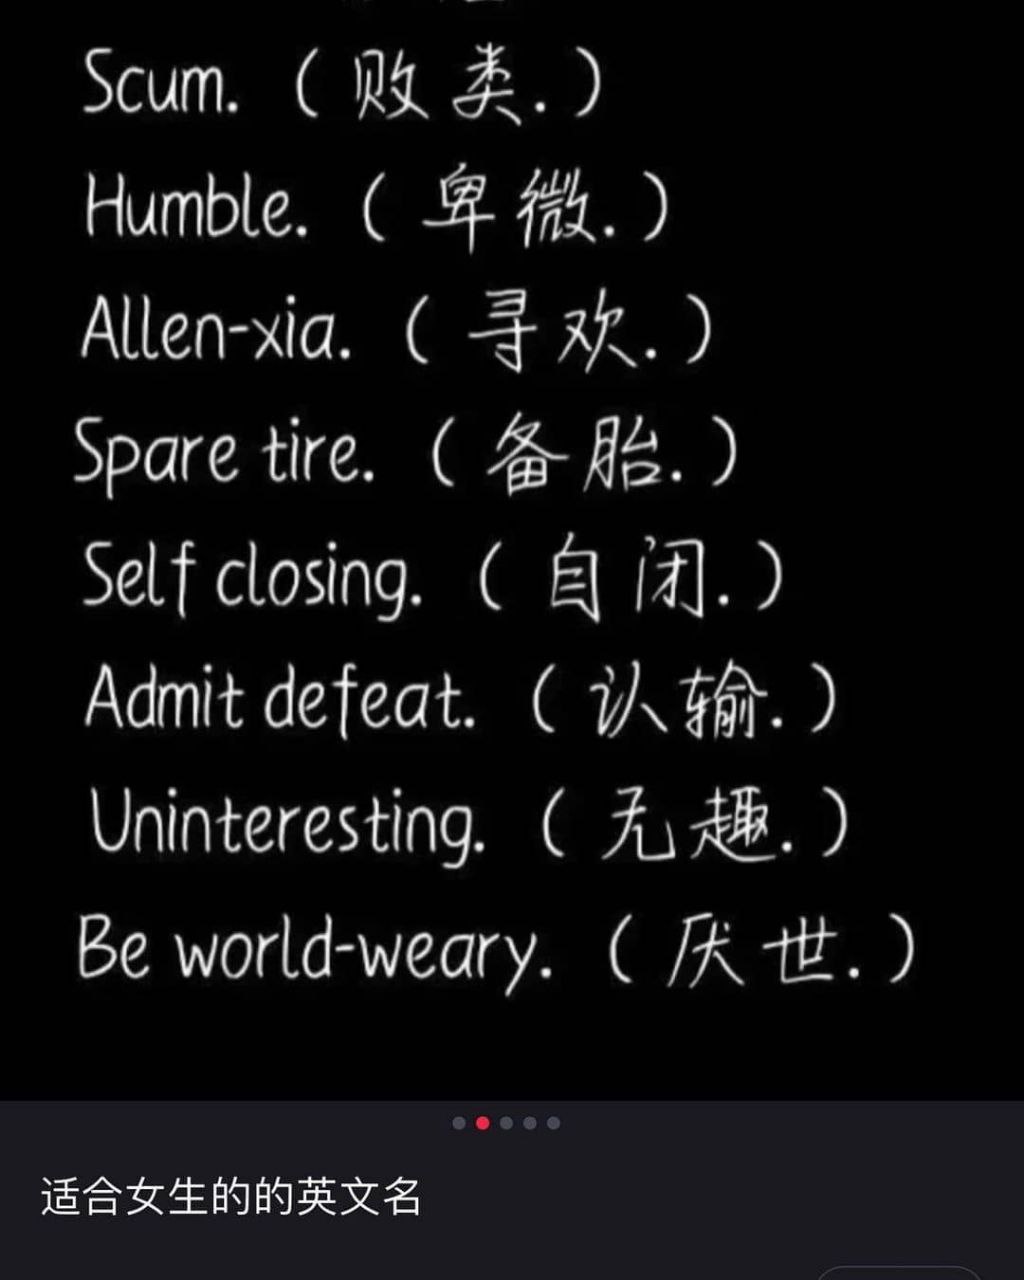 Scum. （败类.）
Humble. （卑微.）
Allen-xia. （寻欢.）
Spare tire. （备胎.）
Self closing. （自闭.）
Admit defeat. （认输.）
Uninteresting. （无趣.）
Be world-weary. （厌世.）
适合女生的的英文名